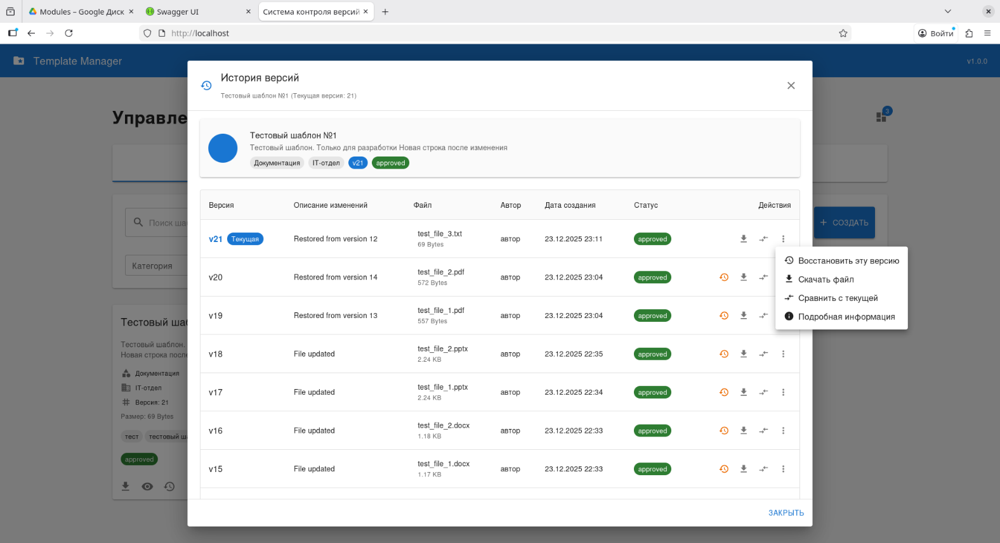 Modules – Google Диск
Swagger UI
Система контроля версий
http://localhost
Войти
Template Manager
v1.0.0
История версий
Тестовый шаблон №1 (Текущая версия: 21)
Управле
3
Тестовый шаблон №1
Тестовый шаблон. Только для разработки Новая строка после изменения
Документация IT-отдел v21 approved
Версия Описание изменений Файл Автор Дата создания Статус Действия
Поиск ша
СОЗДАТЬ
v21 Текущая Restored from version 12 test_file_3.txt автор 23.12.2025 23:11 approved
69 Bytes
Восстановить эту версию
Скачать файл
Сравнить с текущей
Подробная информация
Категория
v20 Restored from version 14 test_file_2.pdf автор 23.12.2025 23:04 approved
572 Bytes
v19 Restored from version 13 test_file_1.pdf автор 23.12.2025 23:04 approved
557 Bytes
v18 File updated test_file_2.pptx автор 23.12.2025 22:35 approved
2.24 KB
v17 File updated test_file_1.pptx автор 23.12.2025 22:34 approved
2.24 KB
v16 File updated test_file_2.docx автор 23.12.2025 22:33 approved
1.18 KB
v15 File updated test_file_1.docx автор 23.12.2025 22:33 approved
1.17 KB
Тестовый шаб
Тестовый шаблон.
Новая строка после
Документация
IT-отдел
Версия: 21
Размер: 69 Bytes
тест тестовый ша
approved
ЗАКРЫТЬ